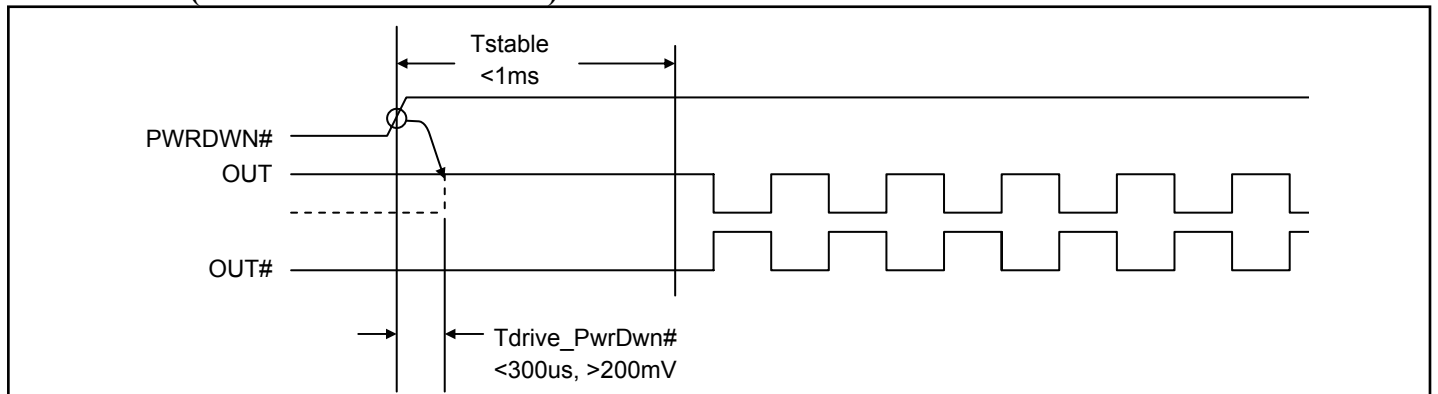 Tstable
<1ms
PWRDWN#
OUT
OUT#
Tdrive_PwrDwn#
<300us, >200mV